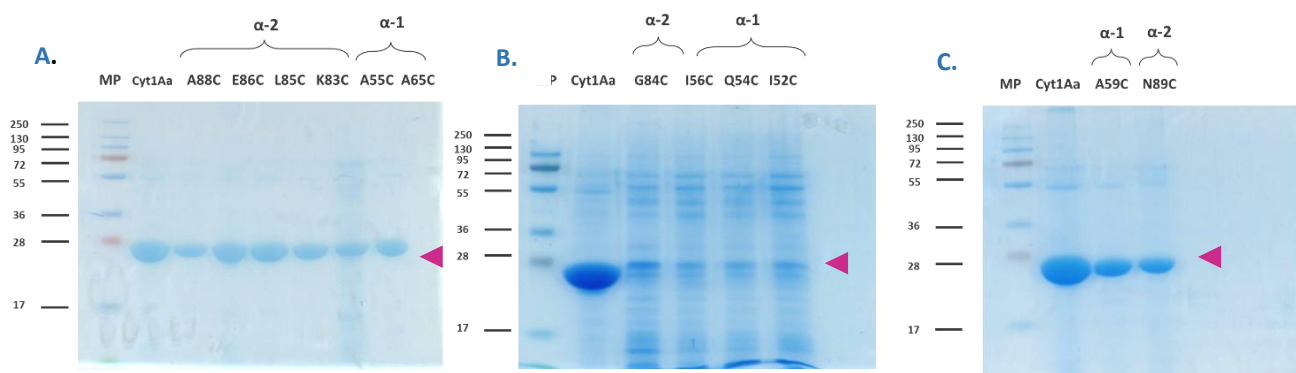 A.
α-2
α-1
MP Cyt1Aa A88C E86C L85C K83C A55C A65C
250
130
95
72
55
36
28
17
B.
α-2
α-1
P Cyt1Aa G84C I56C Q54C I52C
250
130
95
72
55
36
28
17
C.
α-1
α-2
MP Cyt1Aa A59C N89C
250
130
95
72
55
36
28
17